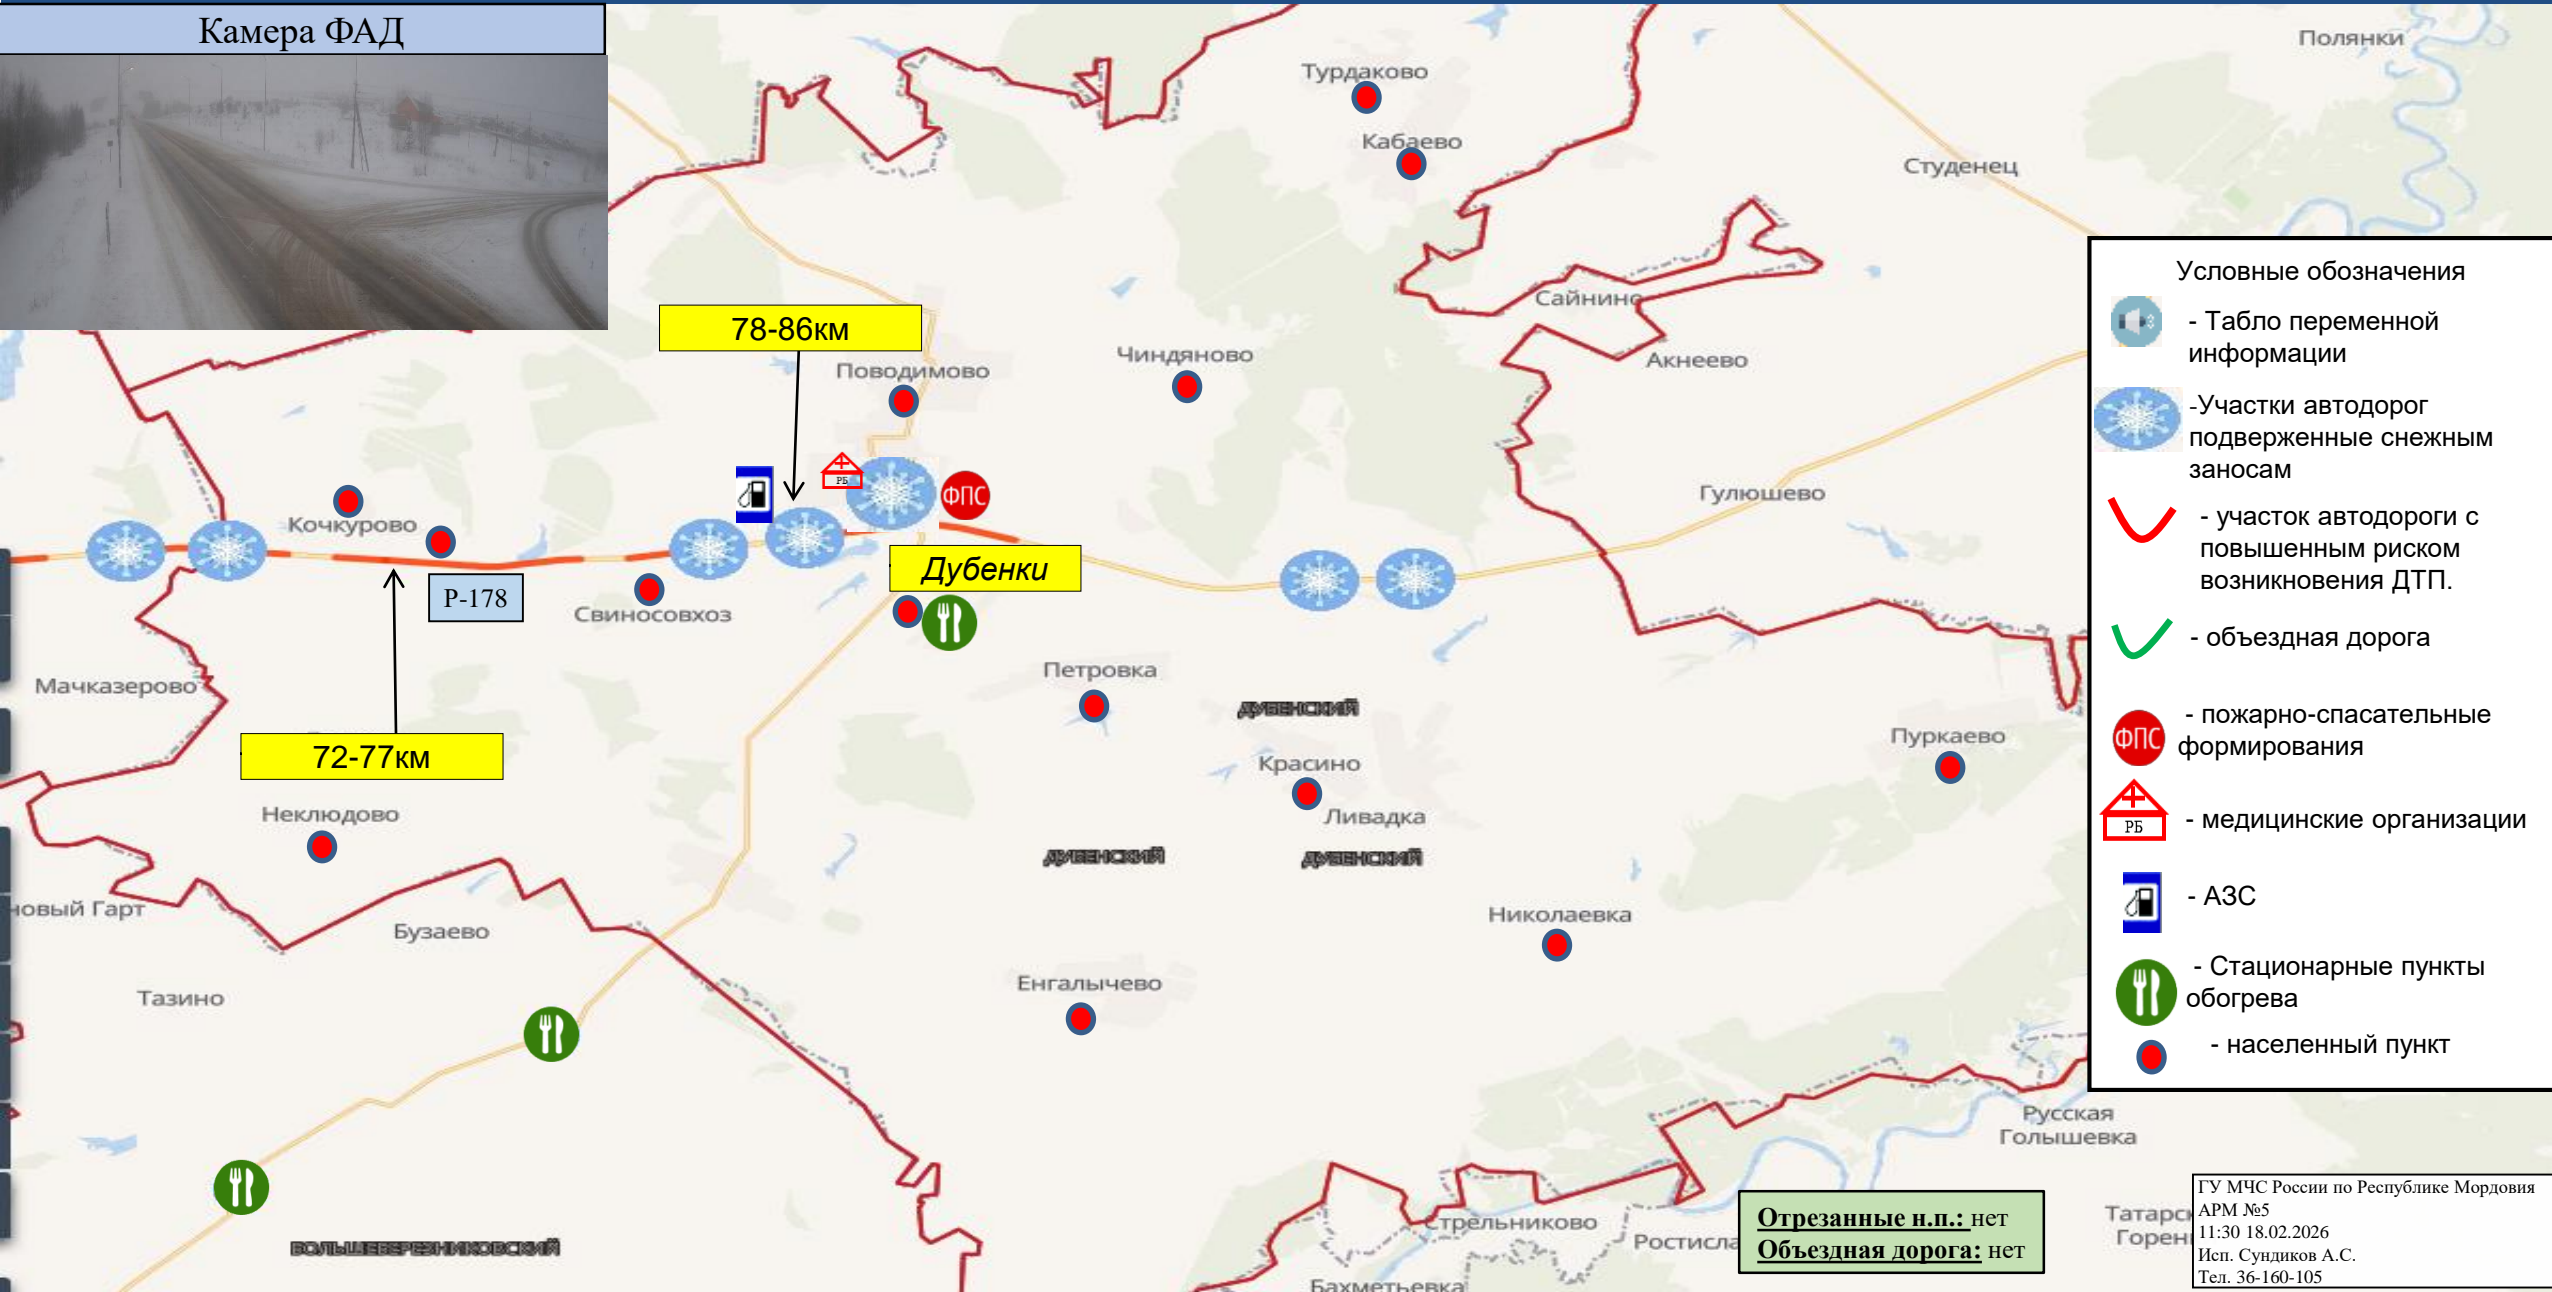 Камера ФАД
Полянки
Турдаково
Кабаево
Студенец
Сайнино
78-86км
Чиндяново
Акнеево
Поводимово
РБ
ФПС
Гулюшево
Кочкурово
Дубенки
Р-178
Свиносовхоз
Петровка
Мачказерово
ДУБЕНСКИЙ
Пуркаево
72-77км
Красино
Неклюдово
Ливадка
ДУБЕНСКИЙ
ДУБЕНСКИЙ
Гарт
Николаевка
Бузаево
Енгалычево
Тазино
Русская
Голышевка
Стрельниково
БОЛЬШЕБЕРЕЗНИКОВСКИЙ
Бахметьевка
Условные обозначения
- Табло переменной
информации
-Участки автодорог
подверженные снежным
заносам
- участок автодороги с
повышенным риском
возникновения ДТП.
- объездная дорога
ФПС
- пожарно-спасательные
формирования
РБ
- медицинские организации
- АЗС
- Стационарные пункты
обогрева
- населенный пункт
Отрезанные н.п.: нет
Объездная дорога: нет
ГУ МЧС России по Республике Мордовия
АРМ №5
11:30 18.02.2026
Исп. Сундиков А.С.
Тел. 36-160-105